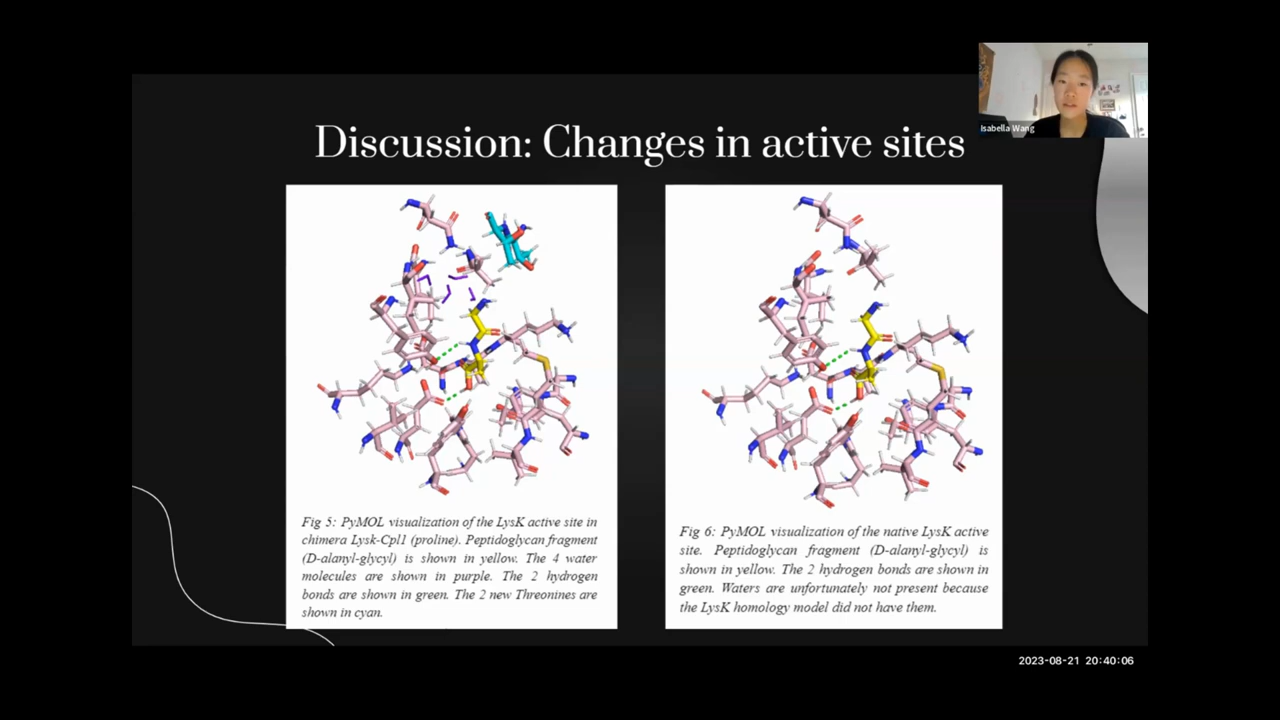 Isabella Wang
Discussion: Changes in active sites
Fig 5: PyMOL visualization of the LysK active site in
chimera Lysk-Cpl1 (proline). Peptidoglycan fragment
(D-alanyl-glycyl) is shown in yellow. The 4 water
molecules are shown in purple. The 2 hydrogen
bonds are shown in green. The 2 new Threonines are
shown in cyan.
Fig 6: PyMOL visualization of the native LysK active
site. Peptidoglycan fragment (D-alanyl-glycyl) is
shown in yellow. The 2 hydrogen bonds are shown in
green. Waters are unfortunately not present because
the LysK homology model did not have them.
2023-08-21 20:40:06